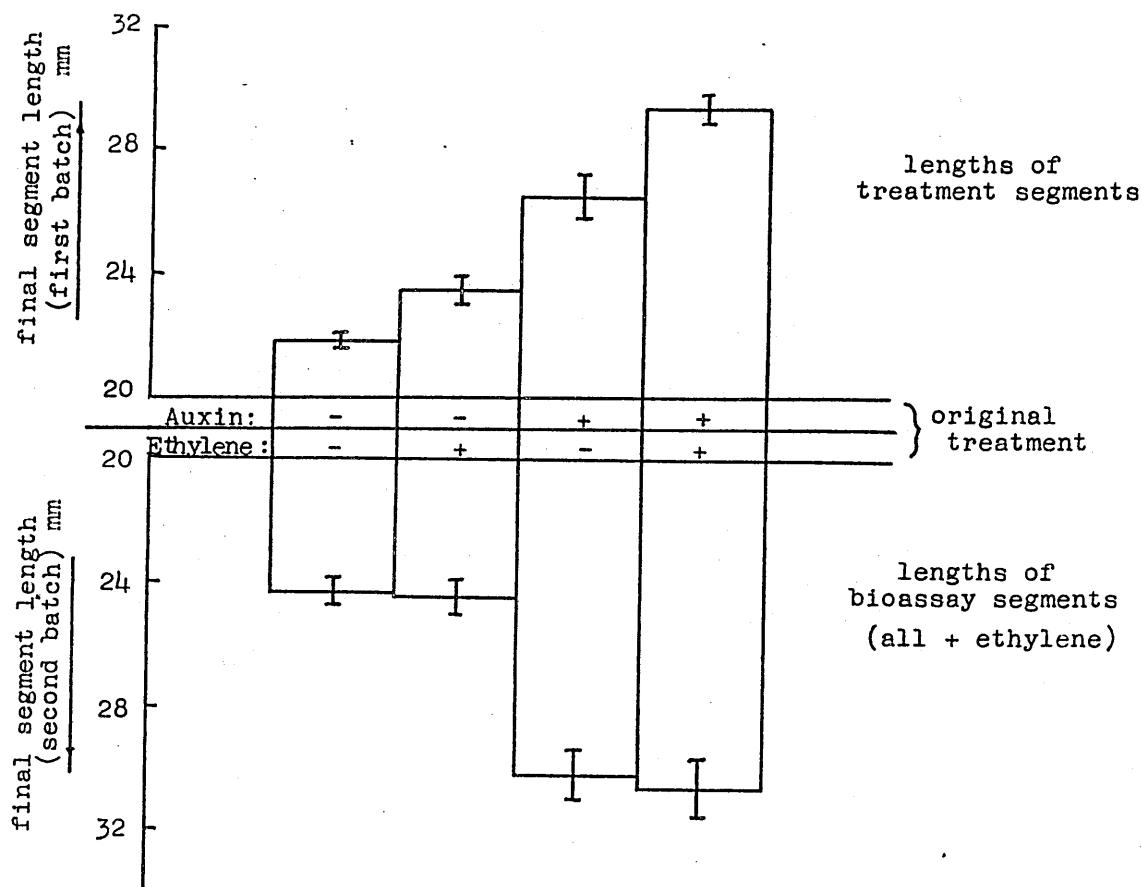 final segment length
(first batch) mm
32
28
24
20
lengths of
treatment segments
Auxin: - - + +
Ethylene: - + - +
original
treatment
final segment length
(second batch) mm
20
24
28
32
lengths of
bioassay segments
(all + ethylene)